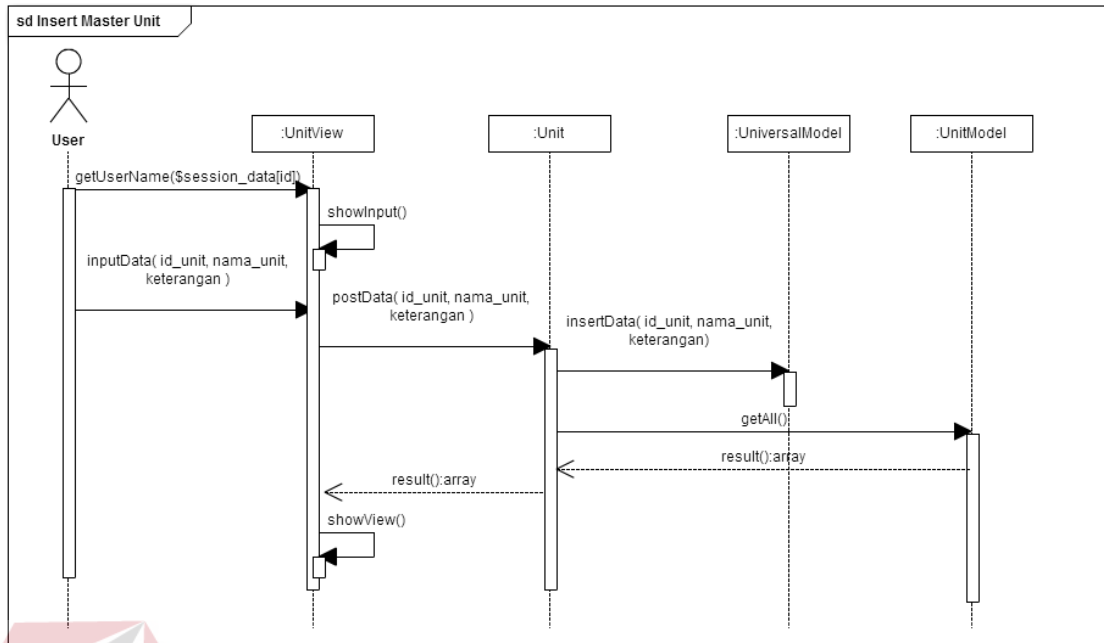 sd Insert Master Unit
User
:UnitView
:Unit
:UniversalModel
:UnitModel
getUserName($session_data[id])
showInput()
inputData( id_unit, nama_unit,
keterangan )
postData( id_unit, nama_unit,
keterangan )
insertData( id_unit, nama_unit,
keterangan)
getAll()
result():array
result():array
showView()